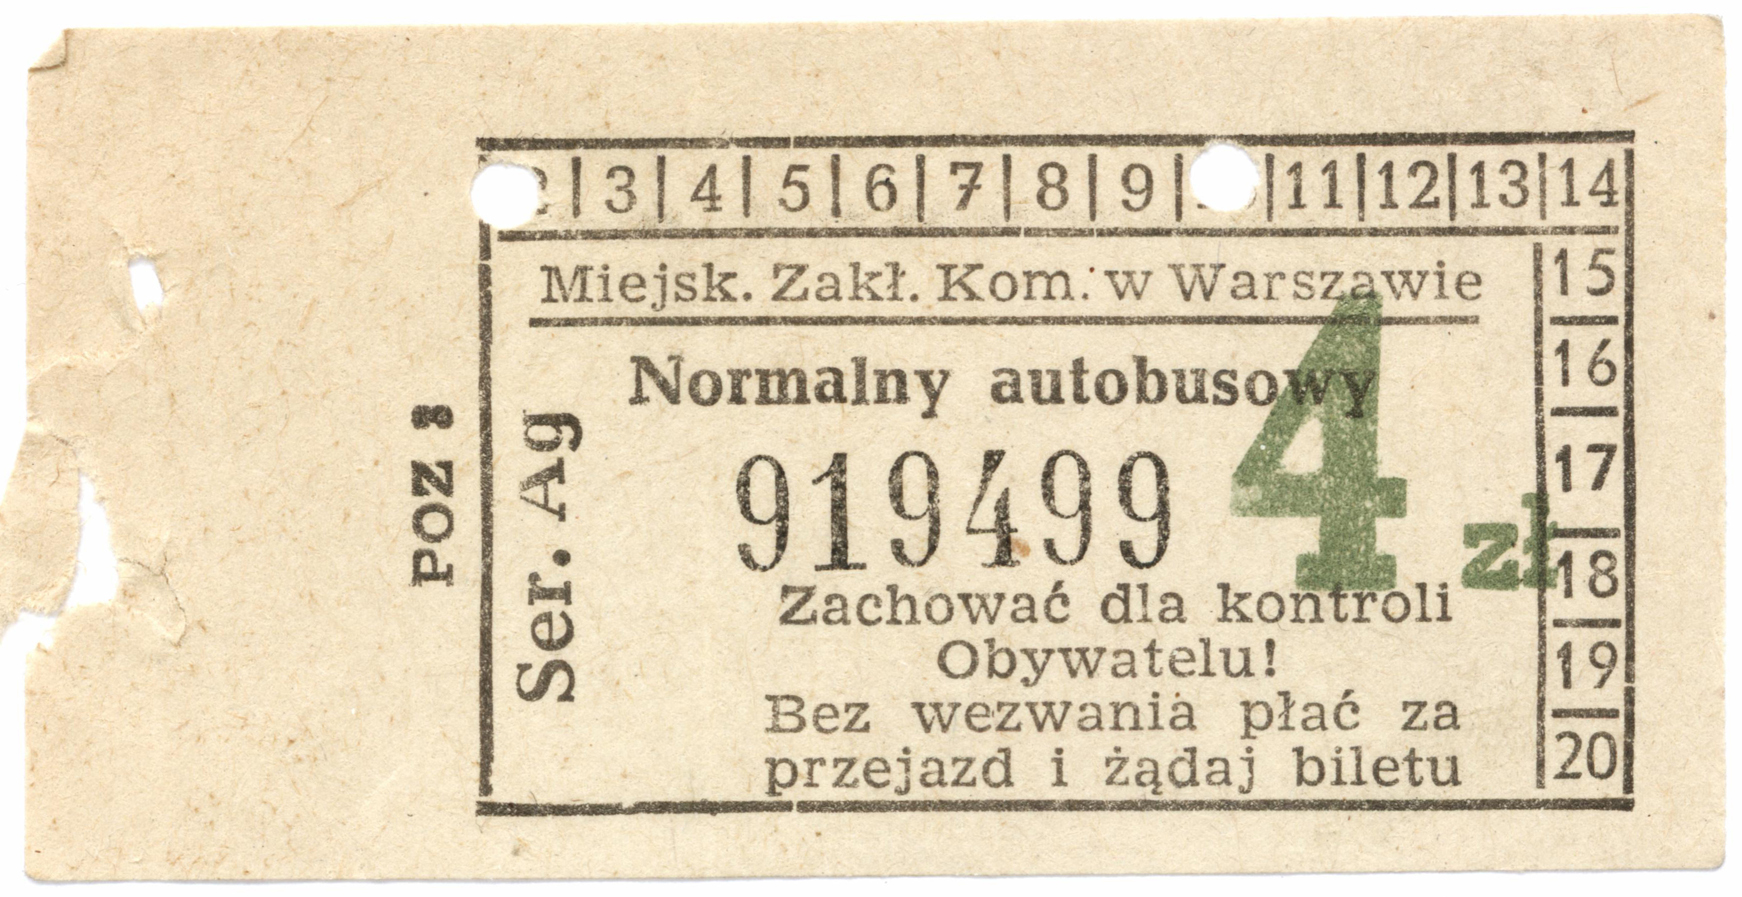 3 4 5 6 7 8 9 11 12 13 14
Miejsk. Zakł. Kom. w Warszawie
15
16
17
18
19
20
Normalny autobusowy
919499
4 zł
Zachować dla kontroli
Obywatelu!
Bez wezwania płać za
przejazd i żądaj biletu
Ser. Ag
POZ 8